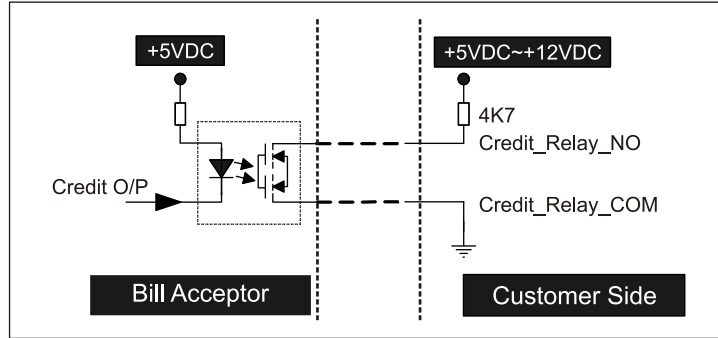 +5VDC
+5VDC~+12VDC
4K7
Credit_Relay_NO
Credit O/P
Credit_Relay_COM
Bill Acceptor
Customer Side